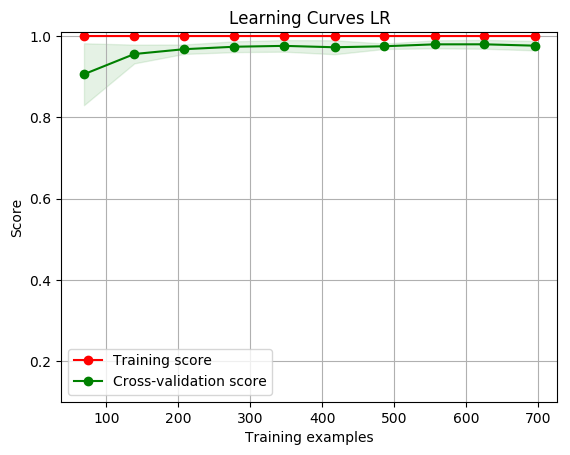 Learning Curves LR
1.0
0.8
0.6
0.4
0.2
Score
Training score
Cross-validation score
100 200 300 400 500 600 700
Training examples